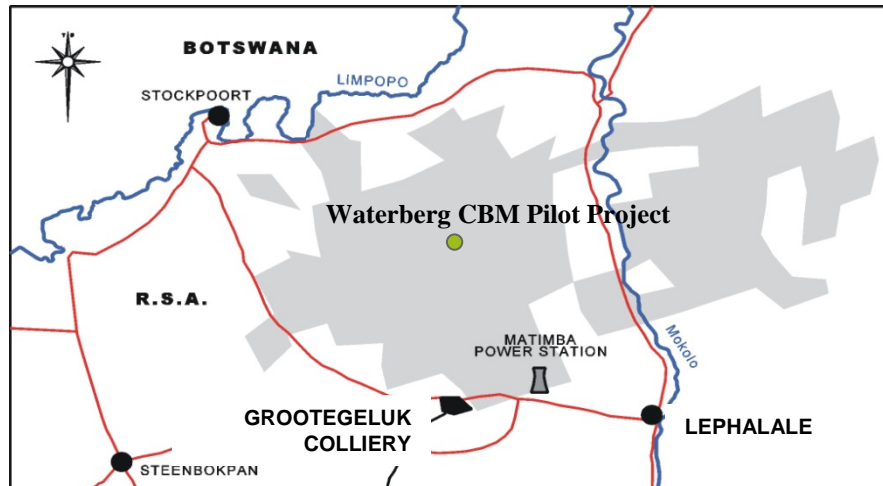 BOTSWANA
STOCKPOORT
LIMPOPO
Waterberg CBM Pilot Project
R.S.A.
MATIMBA
POWER STATION
Mokolo
GROOTEGELUK
COLLIERY
LEPHALALE
STEENBOKPAN